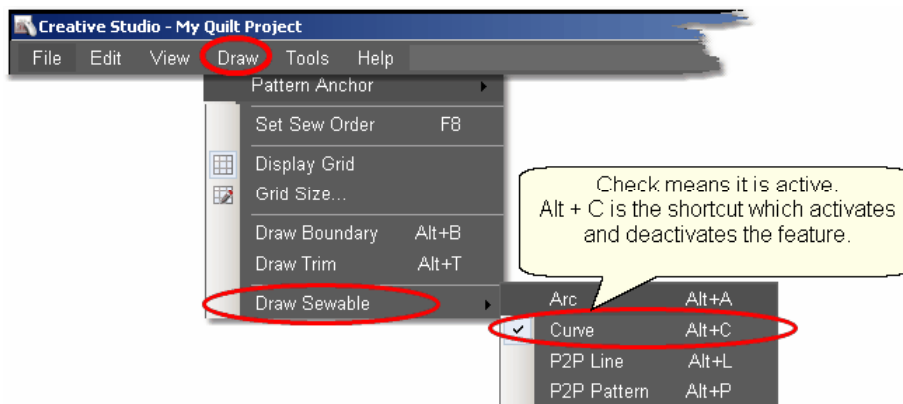 Creative Studio - My Quilt Project
File Edit View Draw Tools Help
Pattern Anchor
Set Sew Order F8
Display Grid
Grid Size...
Draw Boundary Alt+B
Draw Trim Alt+T
Draw Sewable
Check means it is active.
Alt + C is the shortcut which activates
and deactivates the feature.
Arc Alt+A
Curve Alt+C
P2P Line Alt+L
P2P Pattern Alt+P